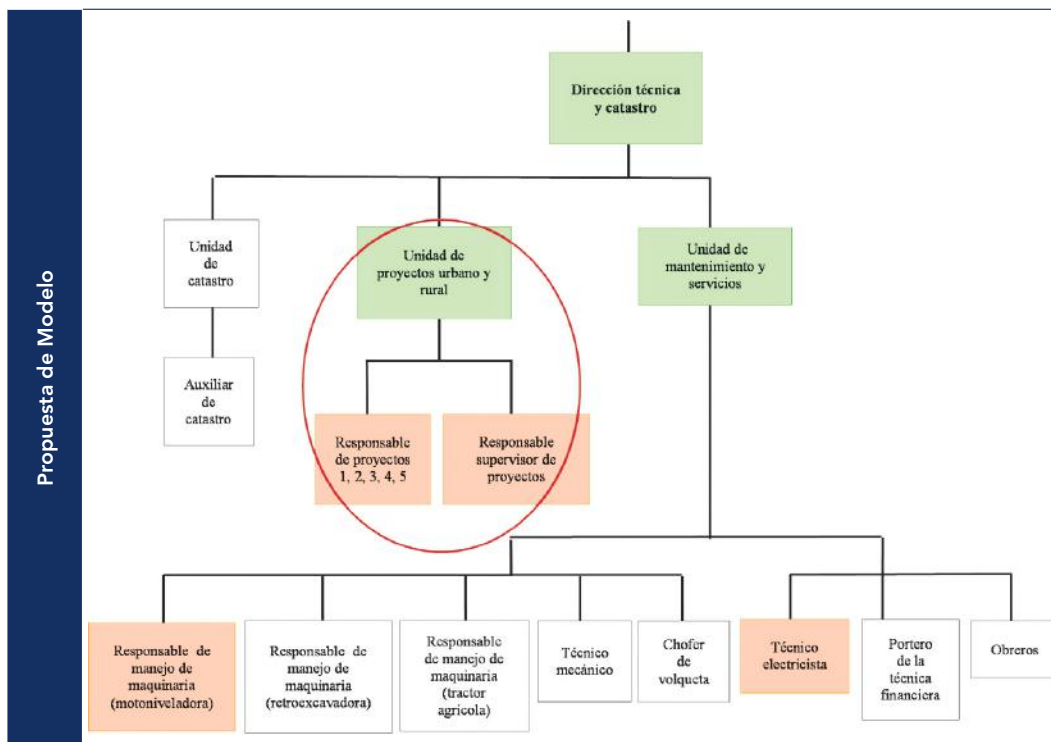 Propuesta de Modelo
Dirección técnica
y catastro
Unidad
de
catastro
Unidad de
proyectos urbano y
rural
Unidad de
mantenimiento y
servicios
Auxiliar
de
catastro
Responsable
de proyectos
1, 2, 3, 4, 5
Responsable
supervisor de
proyectos
Responsable de
manejo de
maquinaria
(motoniveladora)
Responsable de
manejo de
maquinaria
(retroexcavadora)
Responsable
de manejo de
maquinaria
(tractor
agrícola)
Técnico
mecánico
Chofer
de
volqueta
Técnico
electricista
Portero
de la
técnica
financiera
Obreros